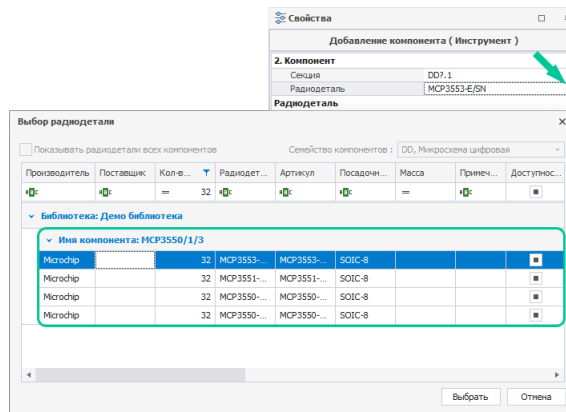 Свойства
Добавление компонента ( Инструмент )
2. Компонент
Секция DD?.1
Радиодеталь MCP3553-E/SN
Радиодеталь
Выбор радиодетали
Показывать радиодетали всех компонентов Семейство компонентов : DD, Микросхема цифровая
Производитель Поставщик Кол-в... Радиодет... Артикул Посадочн... Масса Примеч... Доступнос...
= 32 =
Библиотека: Демо библиотека
Имя компонента: MCP3550/1/3
Microchip 32 MCP3553-... MCP3553-... SOIC-8
Microchip 32 MCP3551-... MCP3551-... SOIC-8
Microchip 32 MCP3550-... MCP3550-... SOIC-8
Microchip 32 MCP3550-... MCP3550-... SOIC-8
Выбрать Отмена